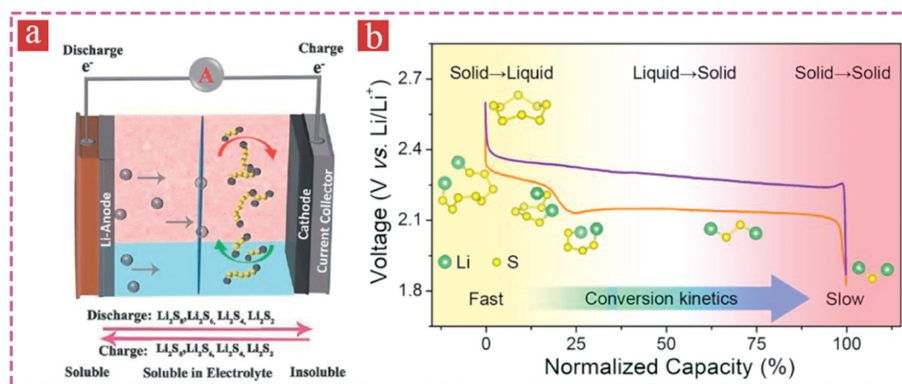 a
Discharge
e-
A
Charge
e-
Li-Anode
Cathode
Current Collector
Discharge: Li2S8,Li2S6, Li2S4, Li2S2
Charge: Li2S8,Li2S6, Li2S4, Li2S2
Soluble
Soluble in Electrolyte
Insoluble
b
Voltage (V vs. Li/Li+)
2.7
2.4
2.1
1.8
Solid→Liquid
Liquid→Solid
Solid→Solid
Li
S
Fast
Conversion kinetics
Slow
0
25
50
75
100
Normalized Capacity (%)